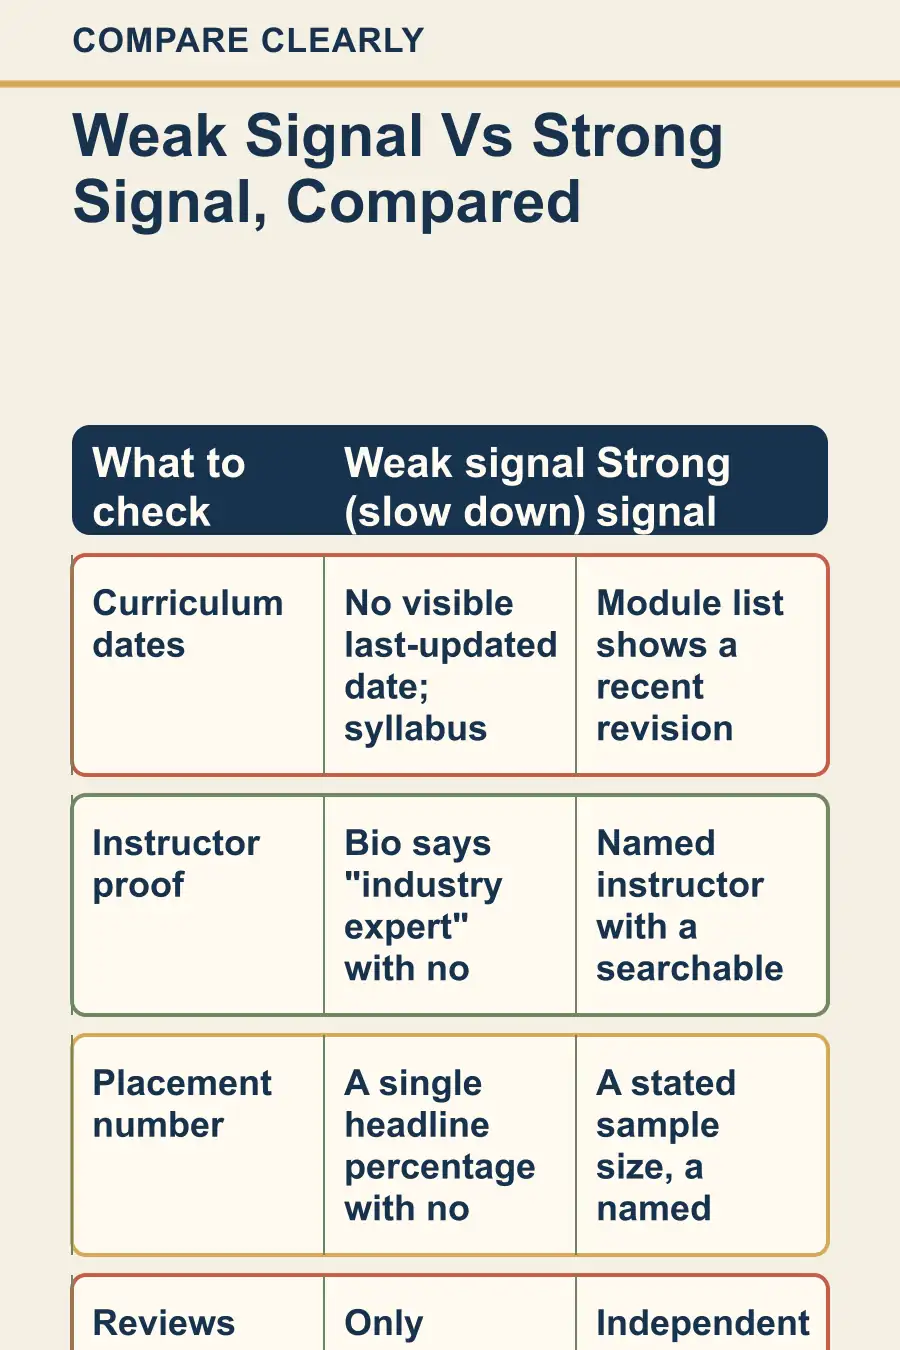 COMPARE CLEARLY
Weak Signal Vs Strong
Signal, Compared
What to
check
Weak signal
(slow down)
Strong
signal
Curriculum
dates
No visible
last-updated
date;
syllabus
Module list
shows a
recent
revision
Instructor
proof
Bio says
"industry
expert"
with no
Named
instructor
with a
searchable
Placement
number
A single
headline
percentage
with no
A stated
sample
size, a
named
Reviews
Only
Independent